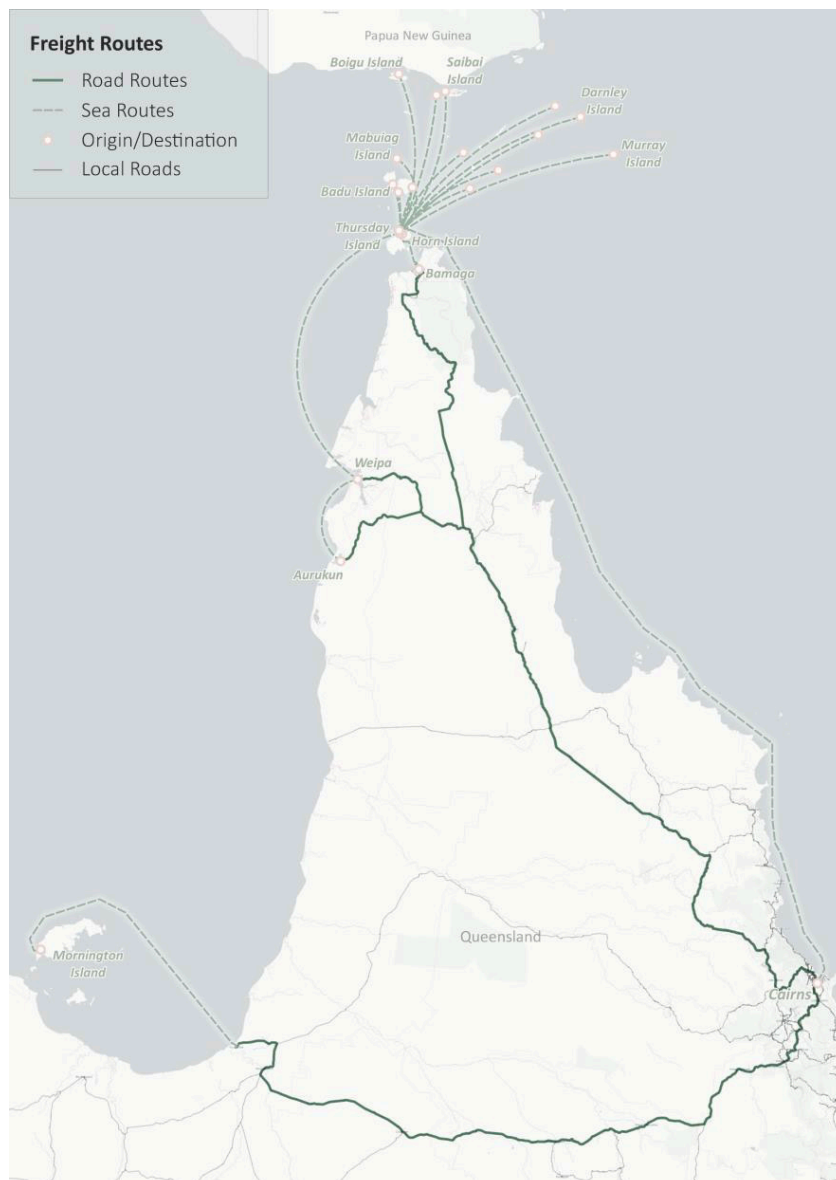 Freight Routes
Road Routes
Sea Routes
Origin/Destination
Local Roads
Papua New Guinea
Boigu Island
Saibai
Island
Darnley
Island
Mabuiag
Island
Murray
Island
Badu Island
Thursday
Island
Horn Island
Bamaga
Weipa
Aurukun
Queensland
Mornington
Island
Cairns